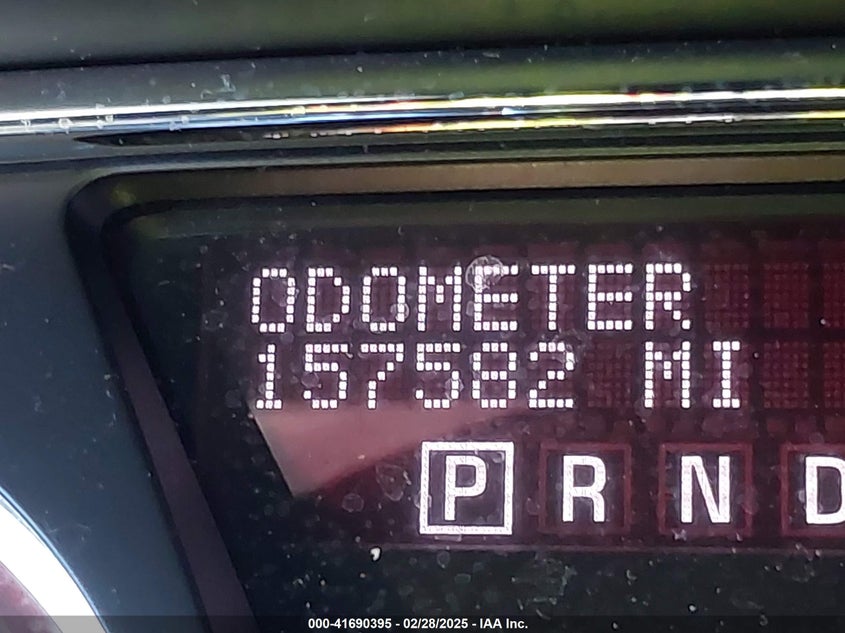 ODOMETER
157582 MI
P R N D
000-41690395 - 02/28/2025 - IAA Inc.